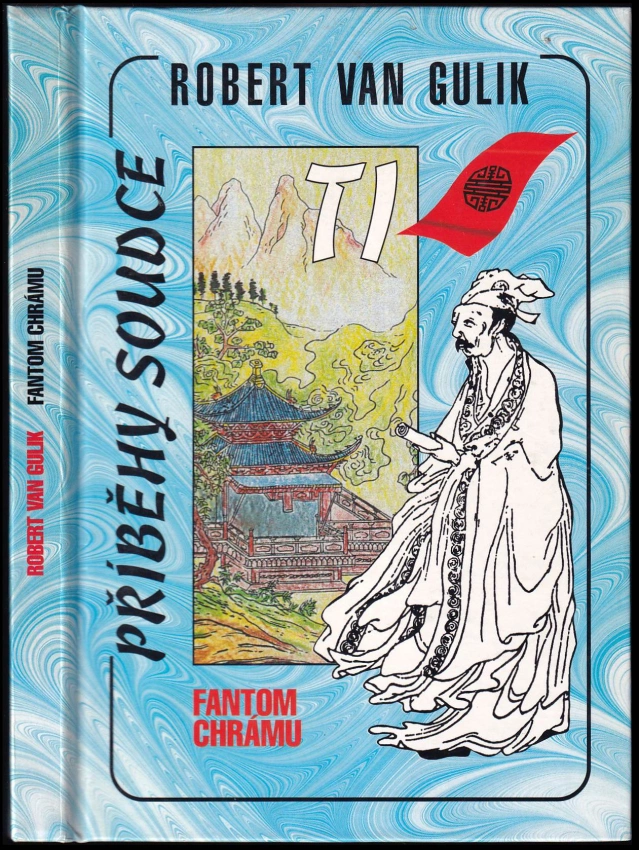 ROBERT VAN GULIK
PŘÍBĚHY SOUDCE
TI
FANTOM
CHRÁMU
ROBERT VAN GULIK FANTOM CHRÁMU